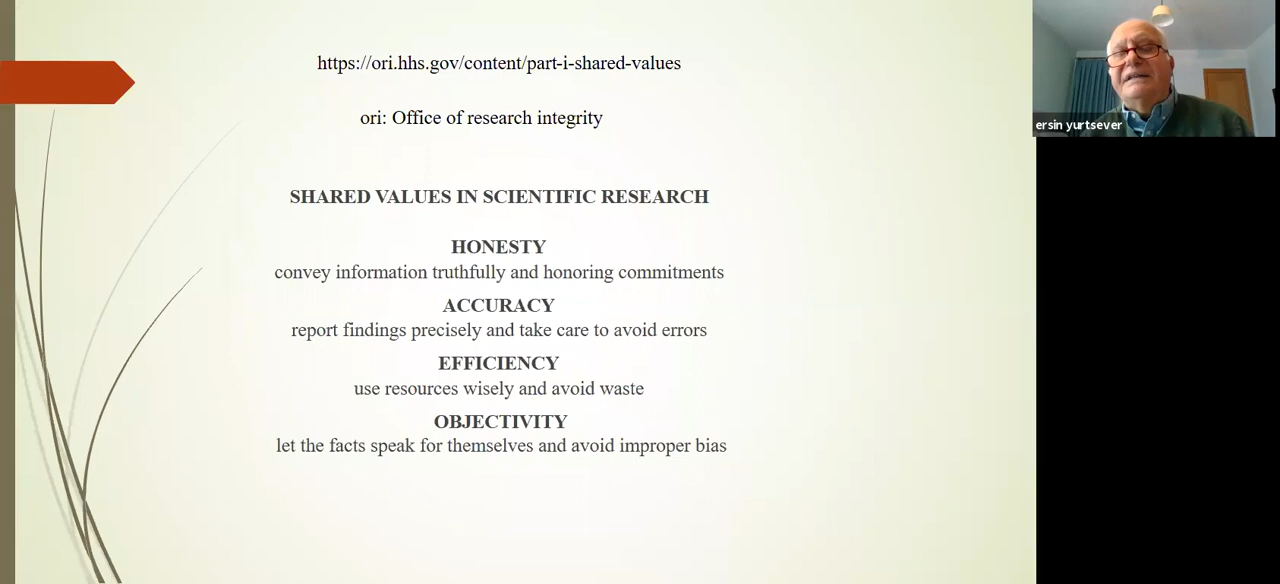 https://ori.hhs.gov/content/part-i-shared-values
ori: Office of research integrity
SHARED VALUES IN SCIENTIFIC RESEARCH
HONESTY
convey information truthfully and honoring commitments
ACCURACY
report findings precisely and take care to avoid errors
EFFICIENCY
use resources wisely and avoid waste
OBJECTIVITY
let the facts speak for themselves and avoid improper bias
ersin yurtsever